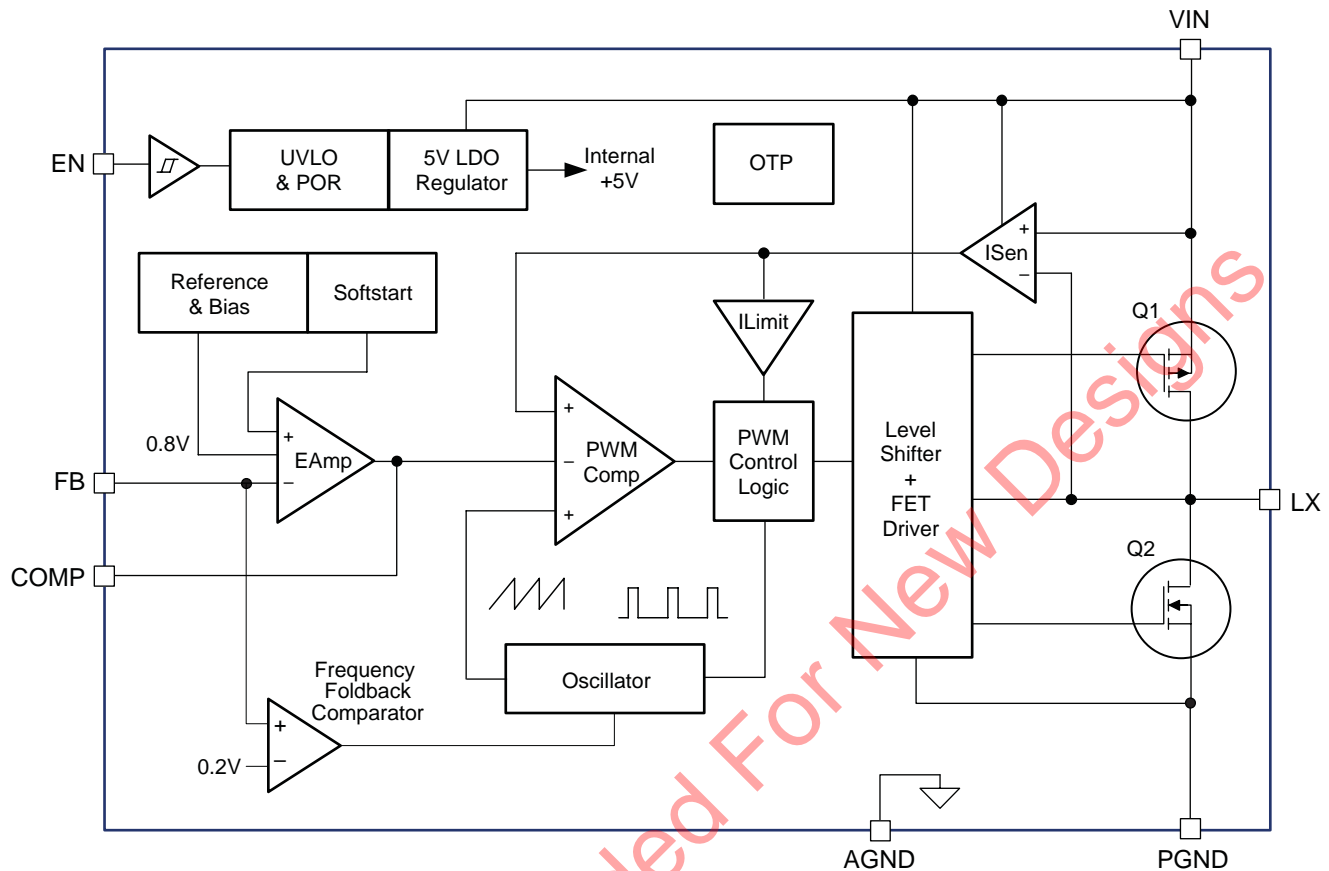 VIN
EN
UVLO
& POR
5V LDO
Regulator
Internal
+5V
OTP
+
ISen
−
Reference
& Bias
Softstart
ILimit
Q1
0.8V
+
EAmp
−
FB
+
−
+
PWM
Comp
PWM
Control
Logic
Level
Shifter
+
FET
Driver
LX
COMP
Q2
Frequency
Foldback
Comparator
Oscillator
+
−
0.2V
AGND
PGND
For New Designs